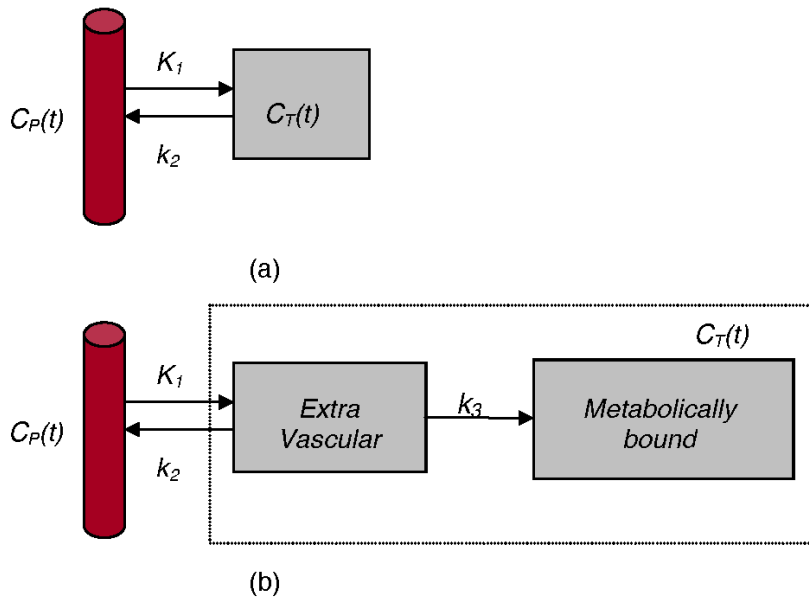 K1
CP(t)
CT(t)
k2
(a)
CT(t)
K1
Extra
Vascular
k3
Metabolically
bound
CP(t)
k2
(b)